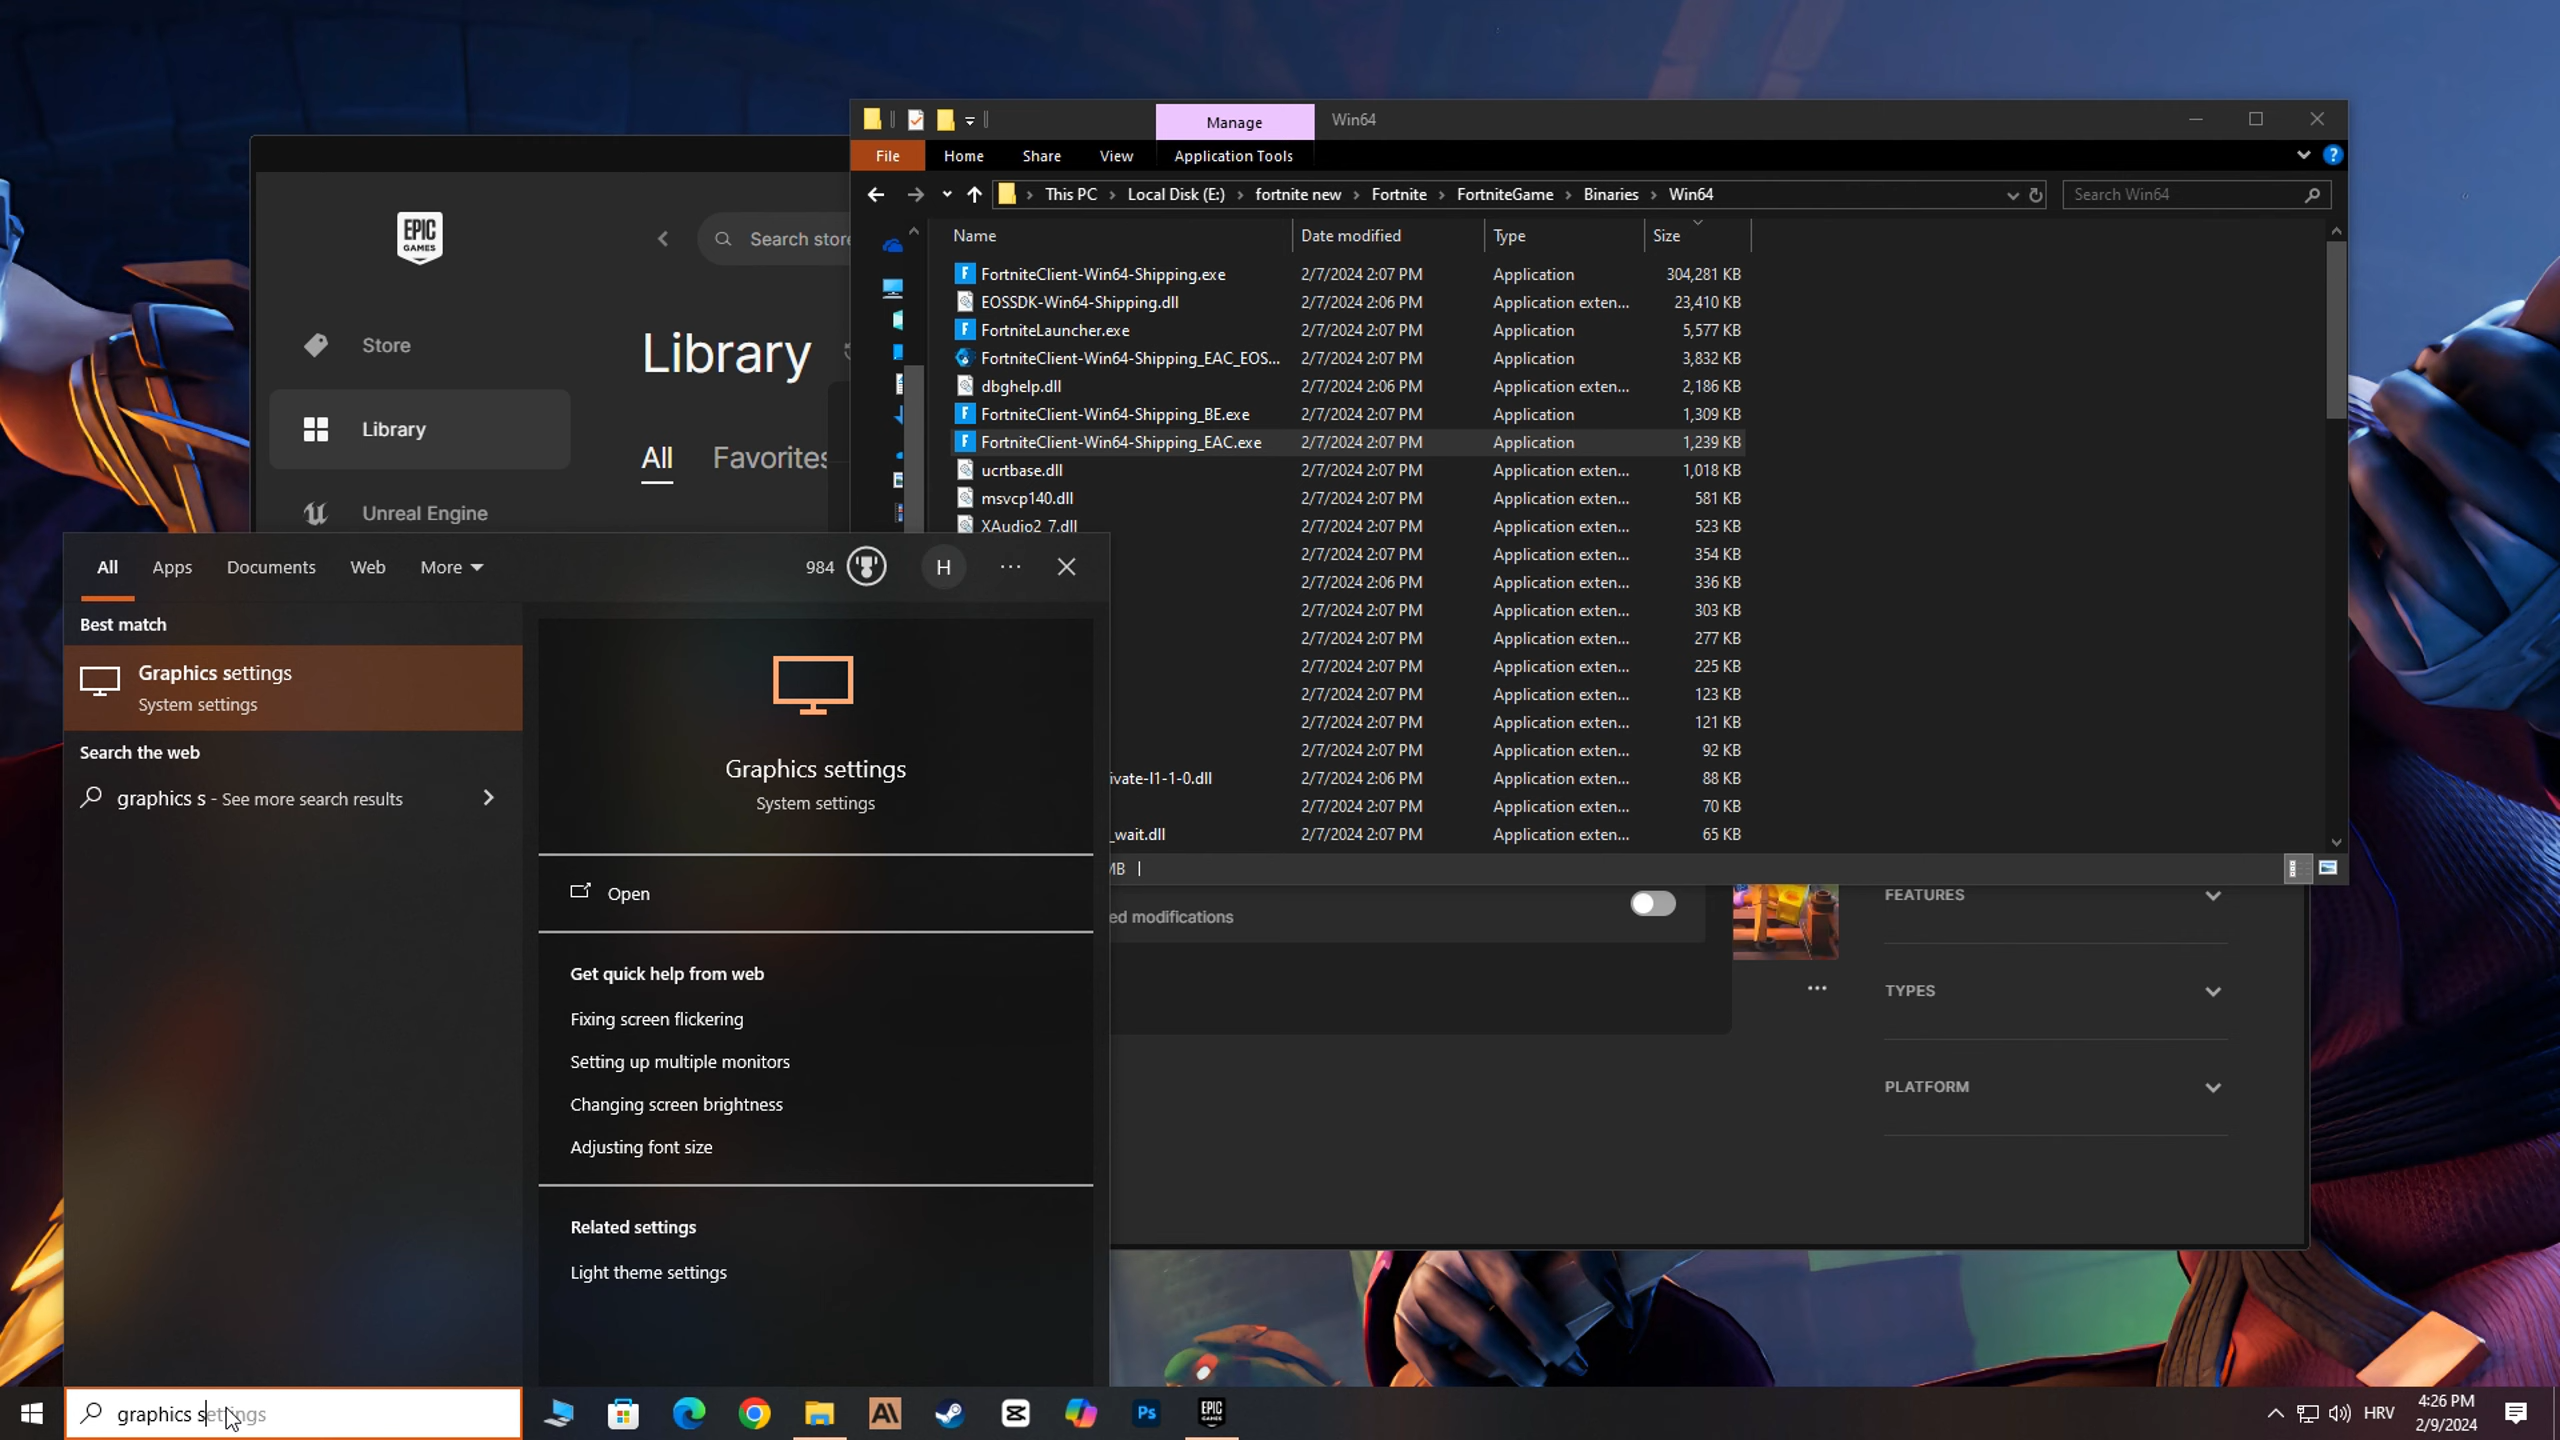 Manage
Win64
File
Home
Share
View
Application Tools
This PC
Local Disk (E:)
fortnite new
Fortnite
FortniteGame
Binaries
Win64
Search Win64
Name
Date modified
Type
Size
FortniteClient-Win64-Shipping.exe 2/7/2024 2:07 PM Application 304,281 KB
EOSSDK-Win64-Shipping.dll 2/7/2024 2:06 PM Application exten... 23,410 KB
FortniteLauncher.exe 2/7/2024 2:07 PM Application 5,577 KB
FortniteClient-Win64-Shipping_EAC_EOS... 2/7/2024 2:07 PM Application 3,832 KB
dbghelp.dll 2/7/2024 2:06 PM Application exten... 2,186 KB
FortniteClient-Win64-Shipping_BE.exe 2/7/2024 2:07 PM Application 1,309 KB
FortniteClient-Win64-Shipping_EAC.exe 2/7/2024 2:07 PM Application 1,239 KB
ucrtbase.dll 2/7/2024 2:07 PM Application exten... 1,018 KB
msvcp140.dll 2/7/2024 2:07 PM Application exten... 581 KB
XAudio2_7.dll 2/7/2024 2:07 PM Application exten... 523 KB
2/7/2024 2:07 PM Application exten... 354 KB
2/7/2024 2:06 PM Application exten... 336 KB
2/7/2024 2:07 PM Application exten... 303 KB
2/7/2024 2:07 PM Application exten... 277 KB
2/7/2024 2:07 PM Application exten... 225 KB
2/7/2024 2:07 PM Application exten... 123 KB
2/7/2024 2:07 PM Application exten... 121 KB
2/7/2024 2:07 PM Application exten... 92 KB
ivate-l1-1-0.dll 2/7/2024 2:06 PM Application exten... 88 KB
2/7/2024 2:07 PM Application exten... 70 KB
_wait.dll 2/7/2024 2:07 PM Application exten... 65 KB
MB
EPIC
GAMES
Search store
Store
Library
Unreal Engine
Library
All
Favorites
ed modifications
FEATURES
TYPES
PLATFORM
All
Apps
Documents
Web
More
984
H
Best match
Graphics settings
System settings
Search the web
graphics s - See more search results
Graphics settings
System settings
Open
Get quick help from web
Fixing screen flickering
Setting up multiple monitors
Changing screen brightness
Adjusting font size
Related settings
Light theme settings
graphics settings
Ps
EPIC
GAMES
HRV
4:26 PM
2/9/2024